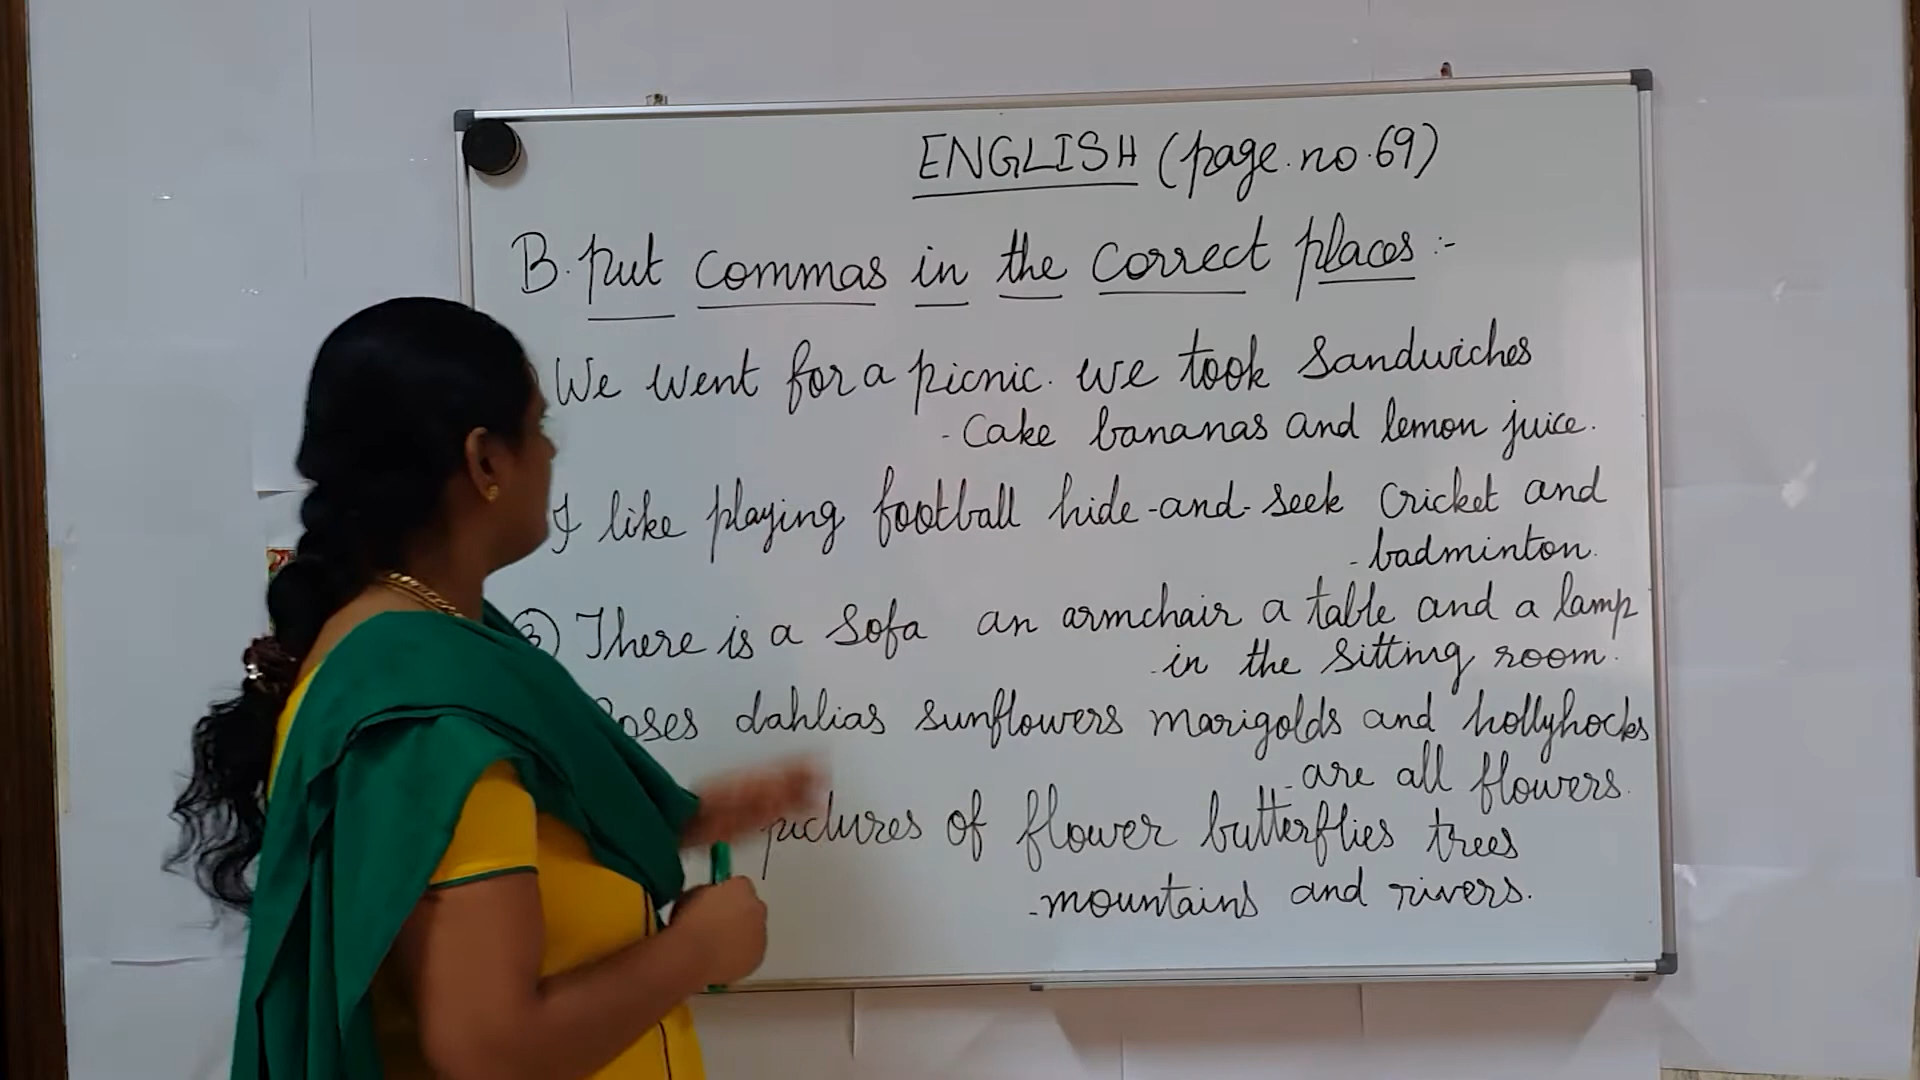 ENGLISH (page.no.69)
B. put commas in the correct places :-
We went for a picnic. we took sandwiches
- cake bananas and lemon juice.
I like playing football hide-and-seek cricket and
- badminton.
3) There is a sofa an armchair a table and a lamp
- in the sitting room.
dahlias sunflowers marigolds and hollyhocks
- are all flowers.
pictures of flower butterflies trees
- mountains and rivers.